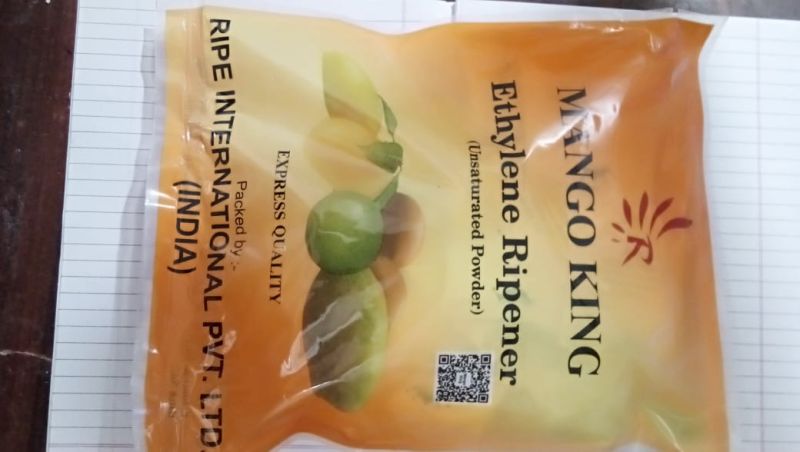 R
MANGO KING
Ethylene Ripener
(Unsaturated Powder)
EXPRESS QUALITY
Packed by :-
RIPE INTERNATIONAL PVT. LTD.
(INDIA)